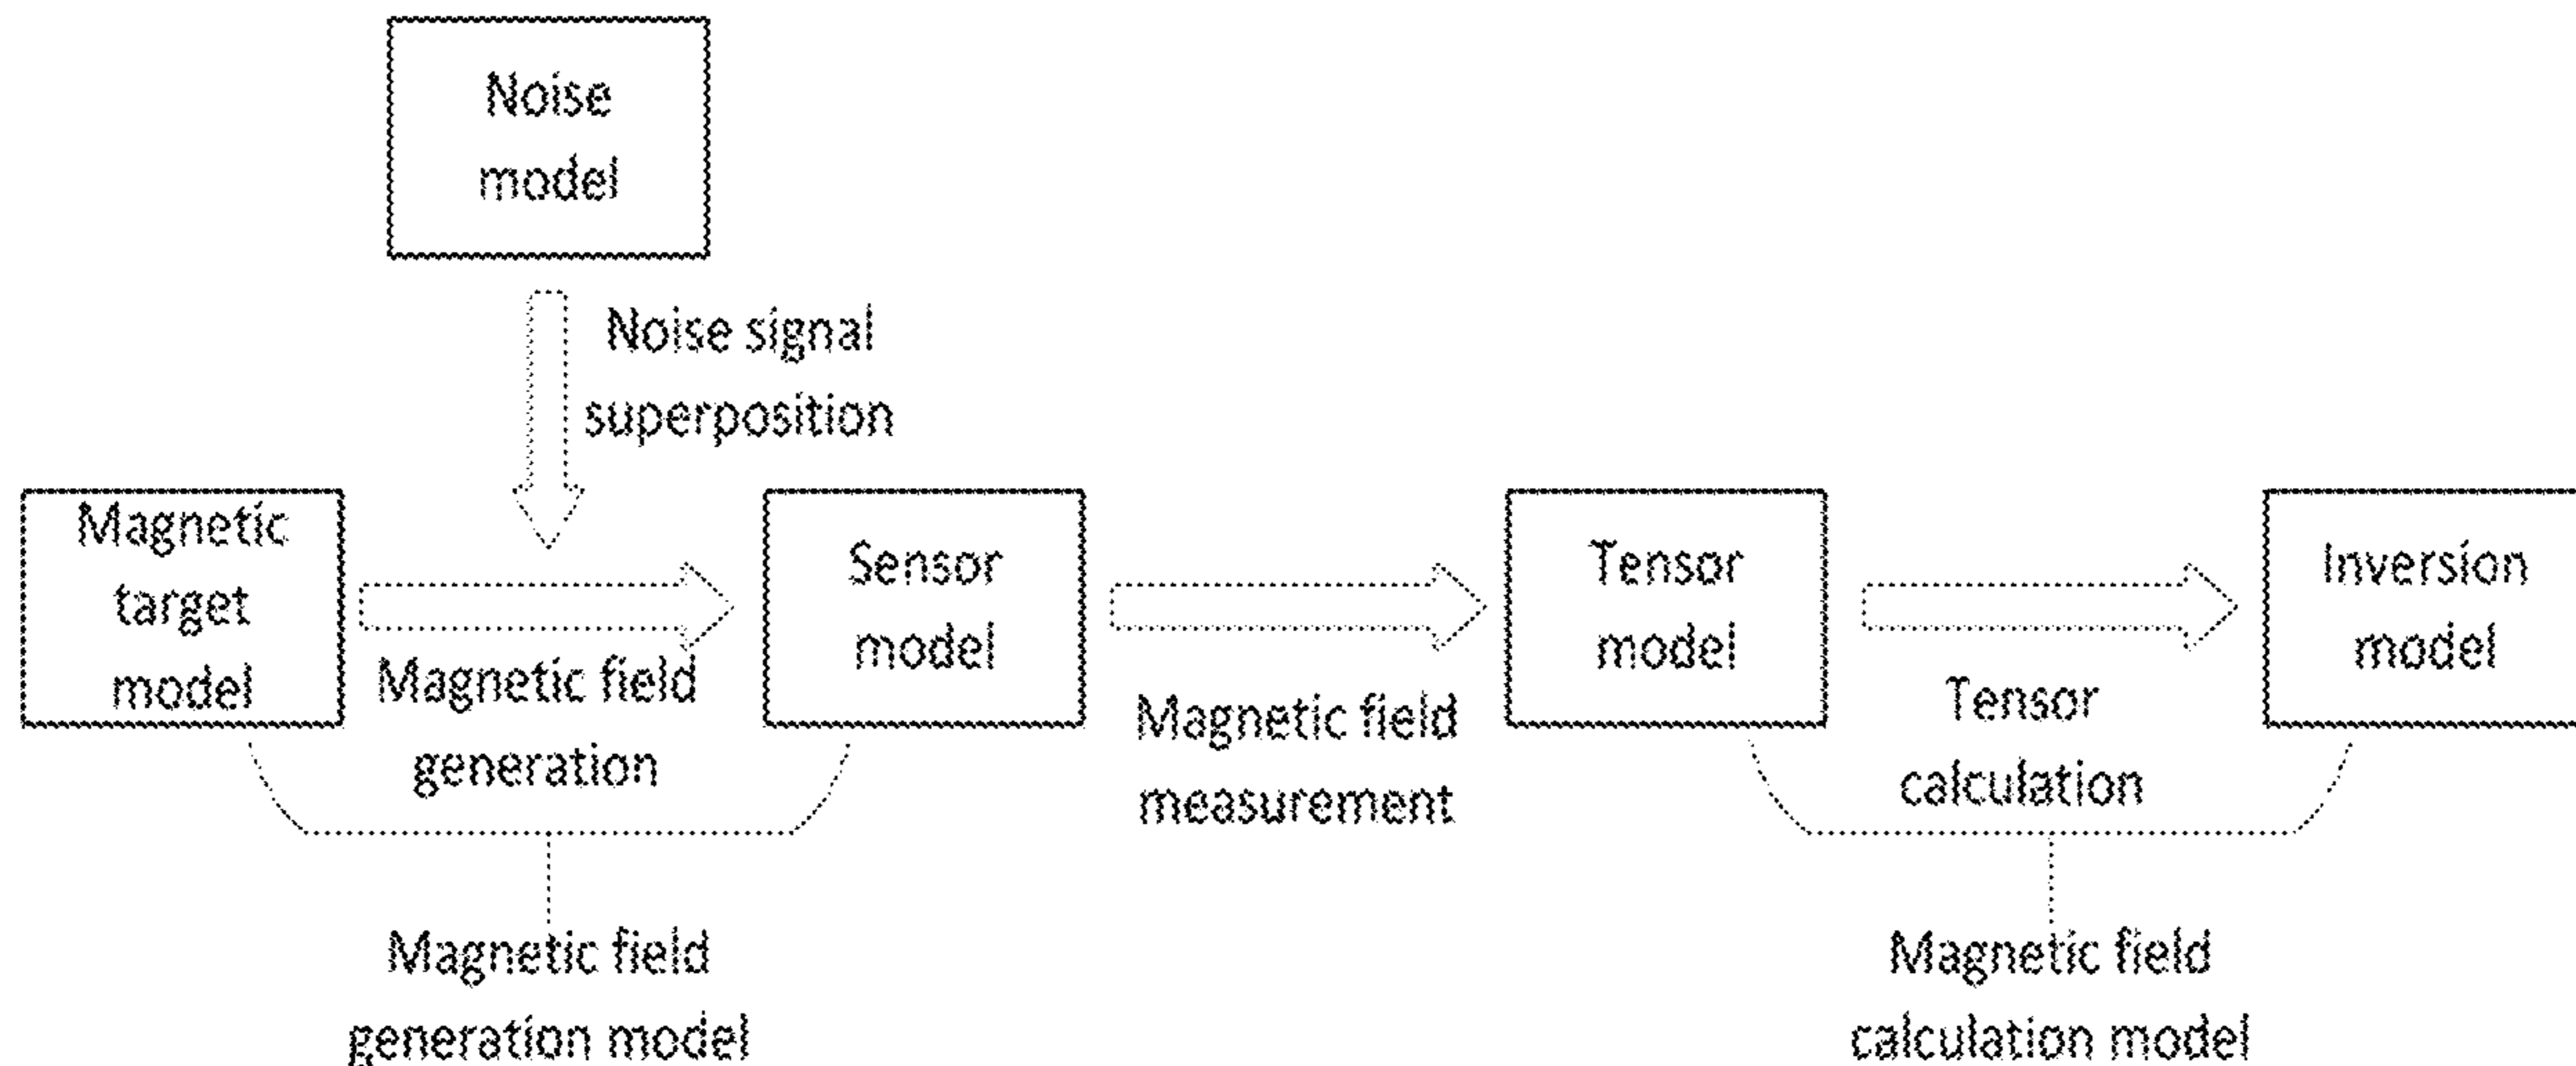 Noise
model
Noise signal
superposition
Magnetic
target
model
Magnetic field
generation
Sensor
model
Magnetic field
measurement
Tensor
model
Tensor
calculation
Inversion
model
Magnetic field
generation model
Magnetic field
calculation model